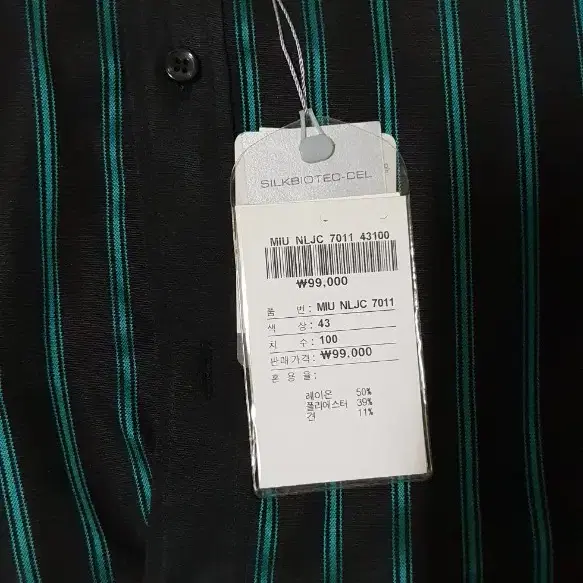 SILKBIOTEC-CEL
MIU NLJC 7011 43100
₩99,000
품 번: MIU NLJC 7011
색 상: 43
치 수: 100
판매가격: ₩99,000
혼 용 율:
레이온 50%
폴리에스터 39%
견 11%